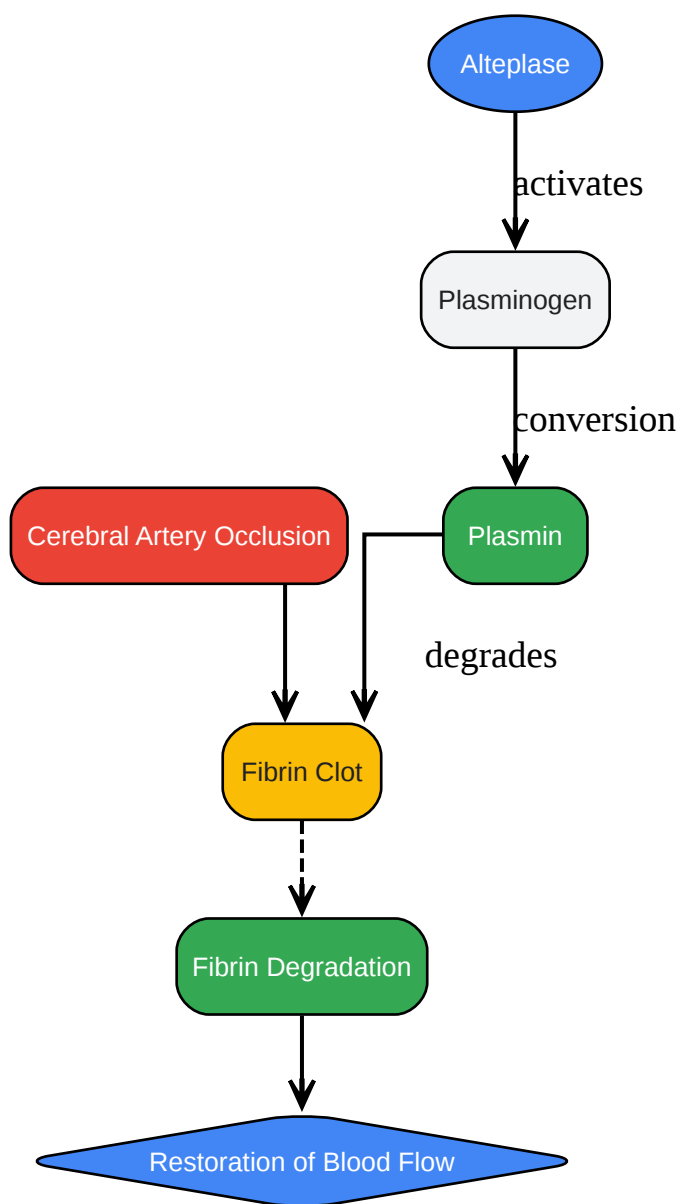 Alteplase
activates
Plasminogen
conversion
Cerebral Artery Occlusion
Plasmin
degrades
Fibrin Clot
Fibrin Degradation
Restoration of Blood Flow